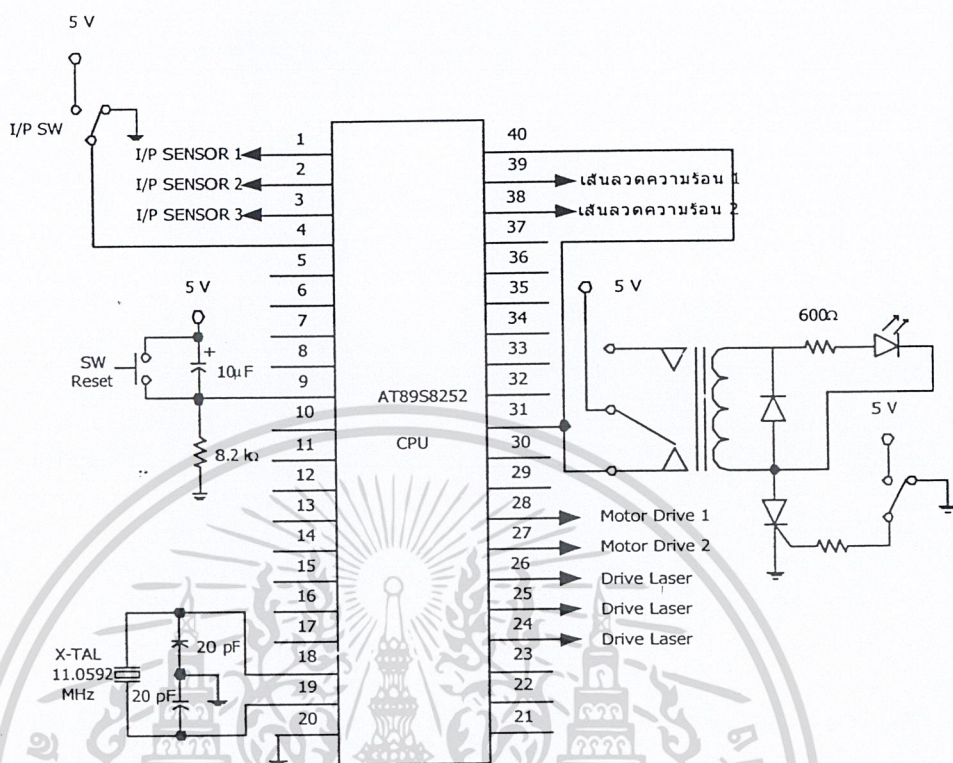 5 V
I/P SW
I/P SENSOR 1
I/P SENSOR 2
I/P SENSOR 3
1
2
3
4
5
6
7
8
9
10
11
12
13
14
15
16
17
18
19
20
5 V
SW
Reset
+
10µF
8.2 kΩ
X-TAL
11.0592
MHz
20 pF
20 pF
AT89S8252
CPU
40
39
38
37
36
35
34
33
32
31
30
29
28
27
26
25
24
23
22
21
เส้นลวดความร้อน 1
เส้นลวดความร้อน 2
5 V
600Ω
5 V
Motor Drive 1
Motor Drive 2
Drive Laser
Drive Laser
Drive Laser